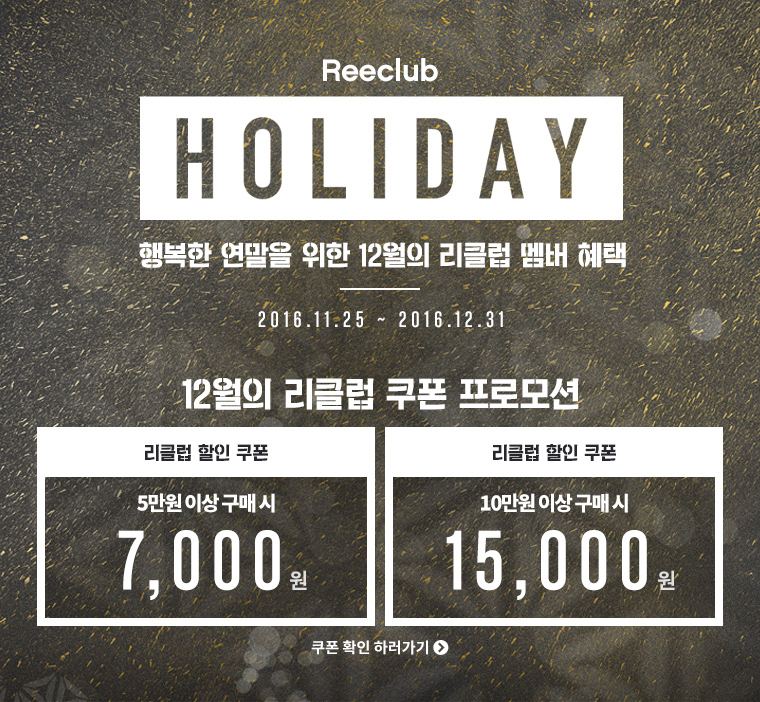 Reeclub
HOLIDAY
행복한 연말을 위한 12월의 리클럽 멤버 혜택
2016.11.25 ~ 2016.12.31
12월의 리클럽 쿠폰 프로모션
리클럽 할인 쿠폰
5만원 이상 구매 시
7,000원
리클럽 할인 쿠폰
10만원 이상 구매 시
15,000원
쿠폰 확인 하러가기